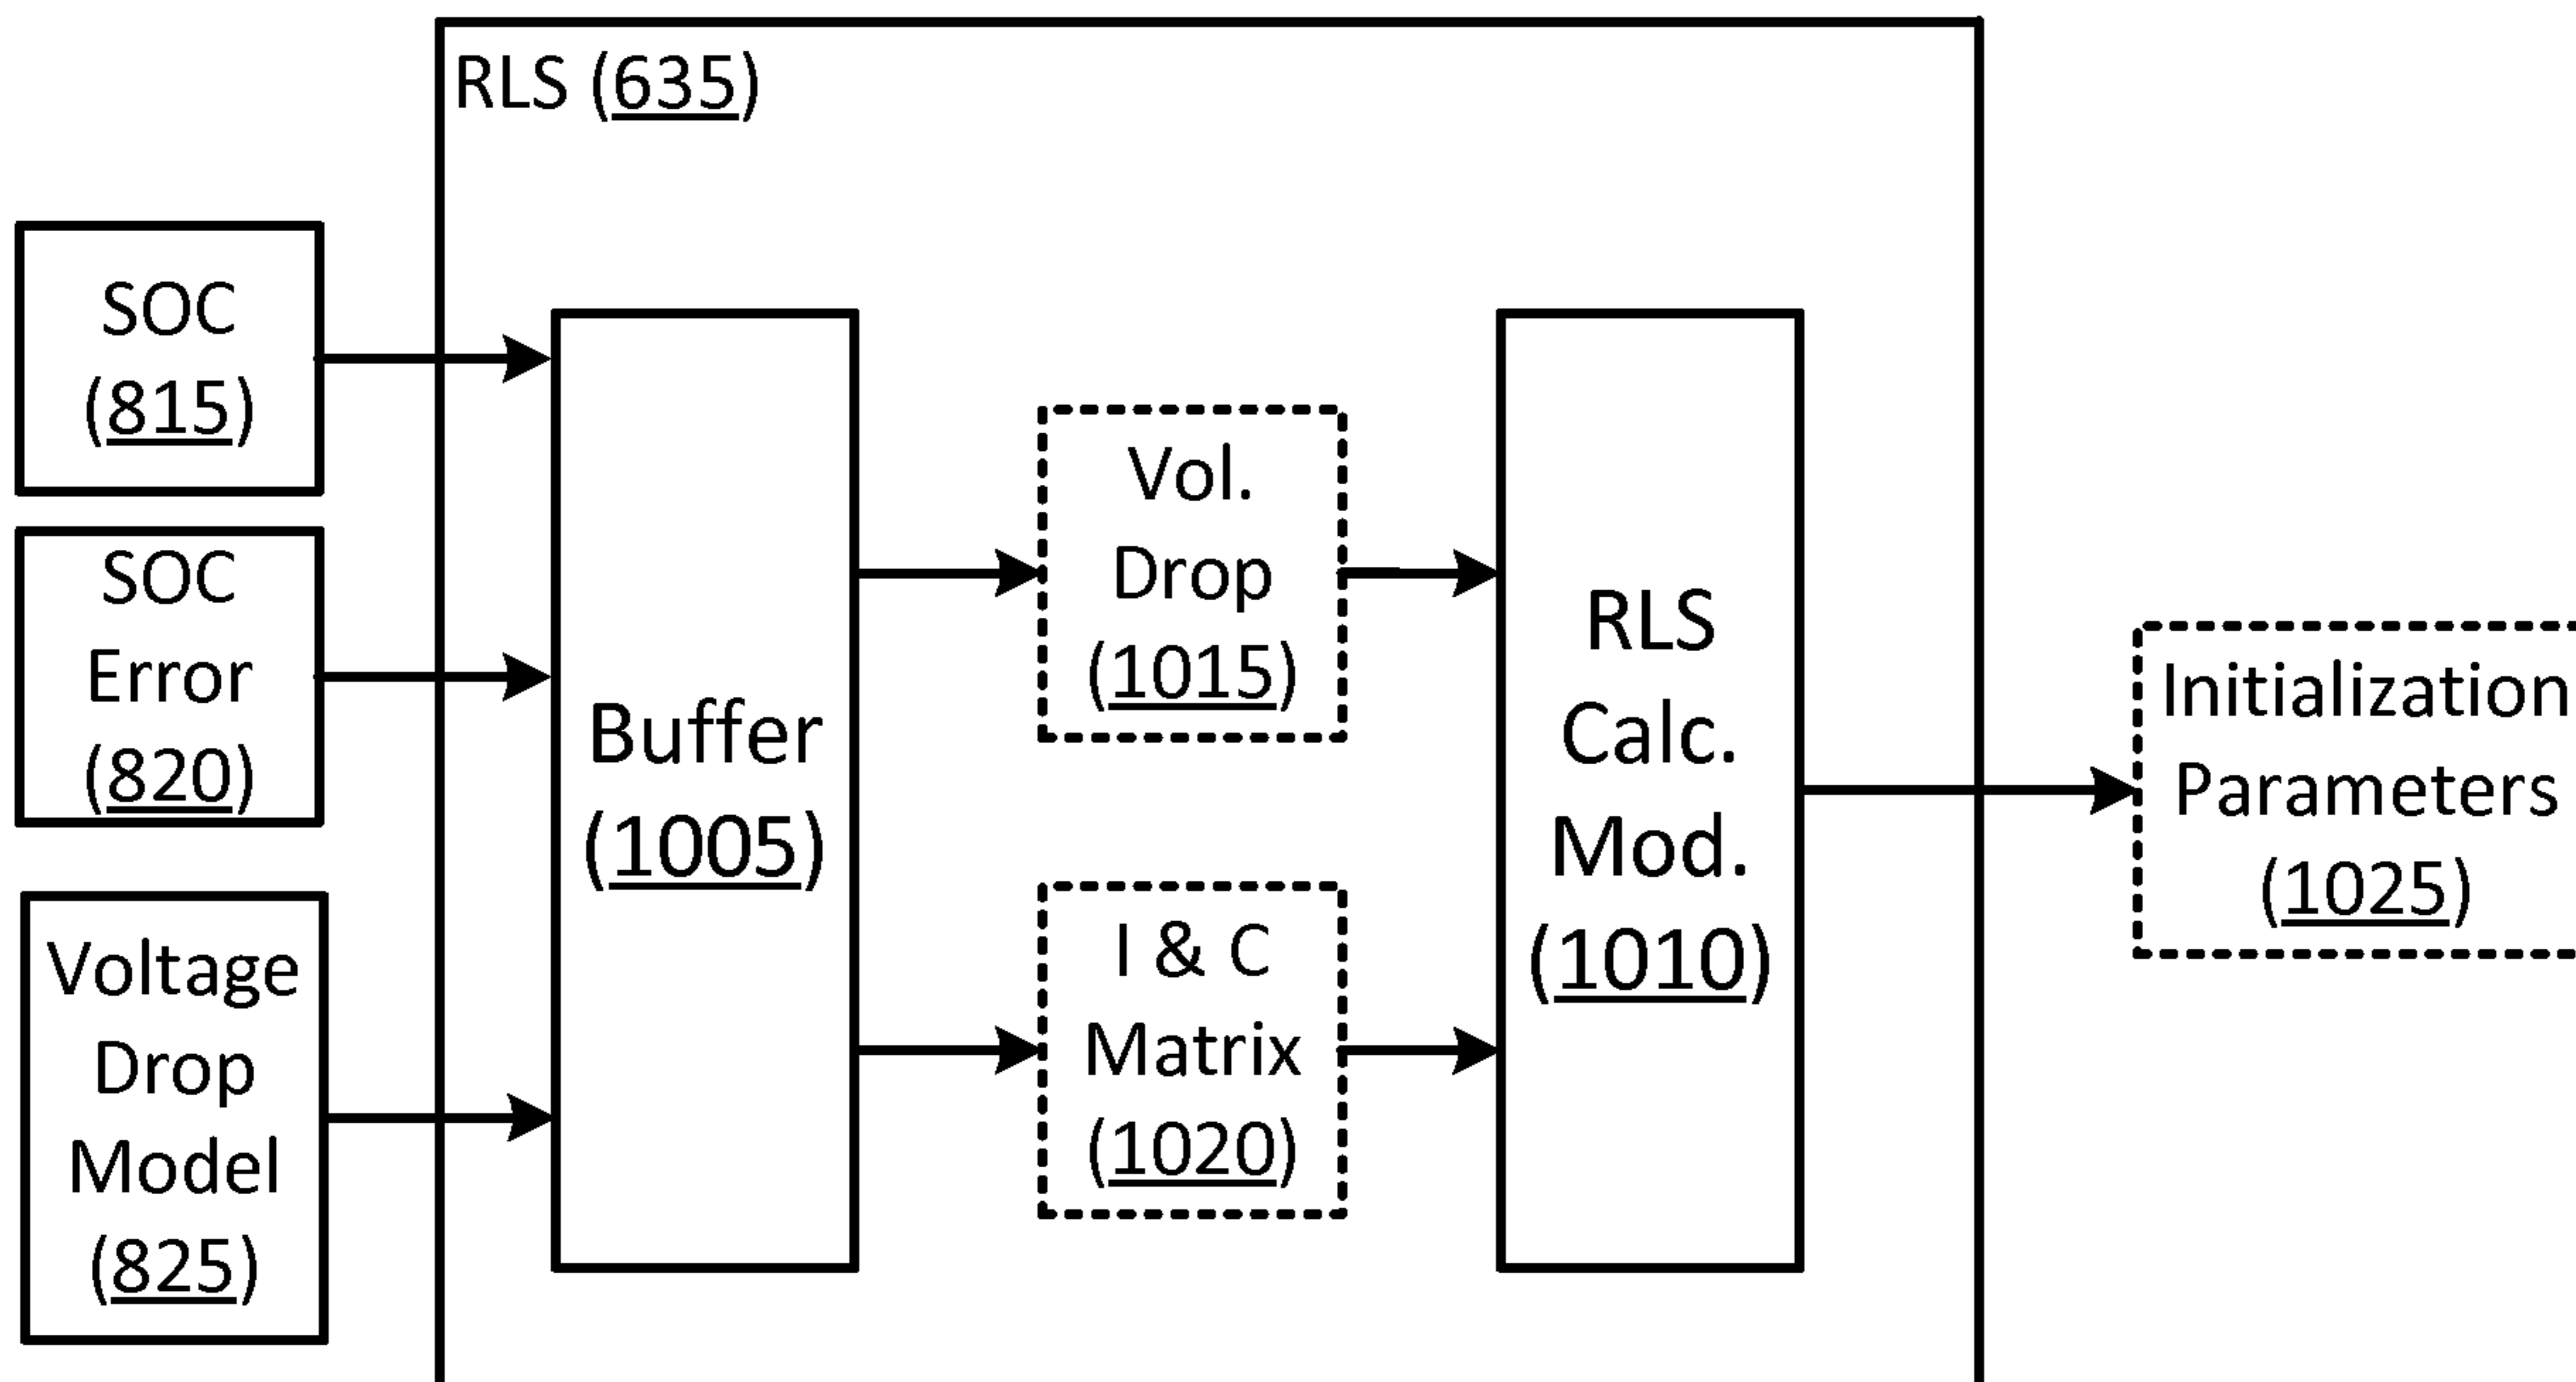 RLS (635)
SOC
(815)
SOC
Error
(820)
Voltage
Drop
Model
(825)
Buffer
(1005)
Vol.
Drop
(1015)
I & C
Matrix
(1020)
RLS
Calc.
Mod.
(1010)
Initialization
Parameters
(1025)